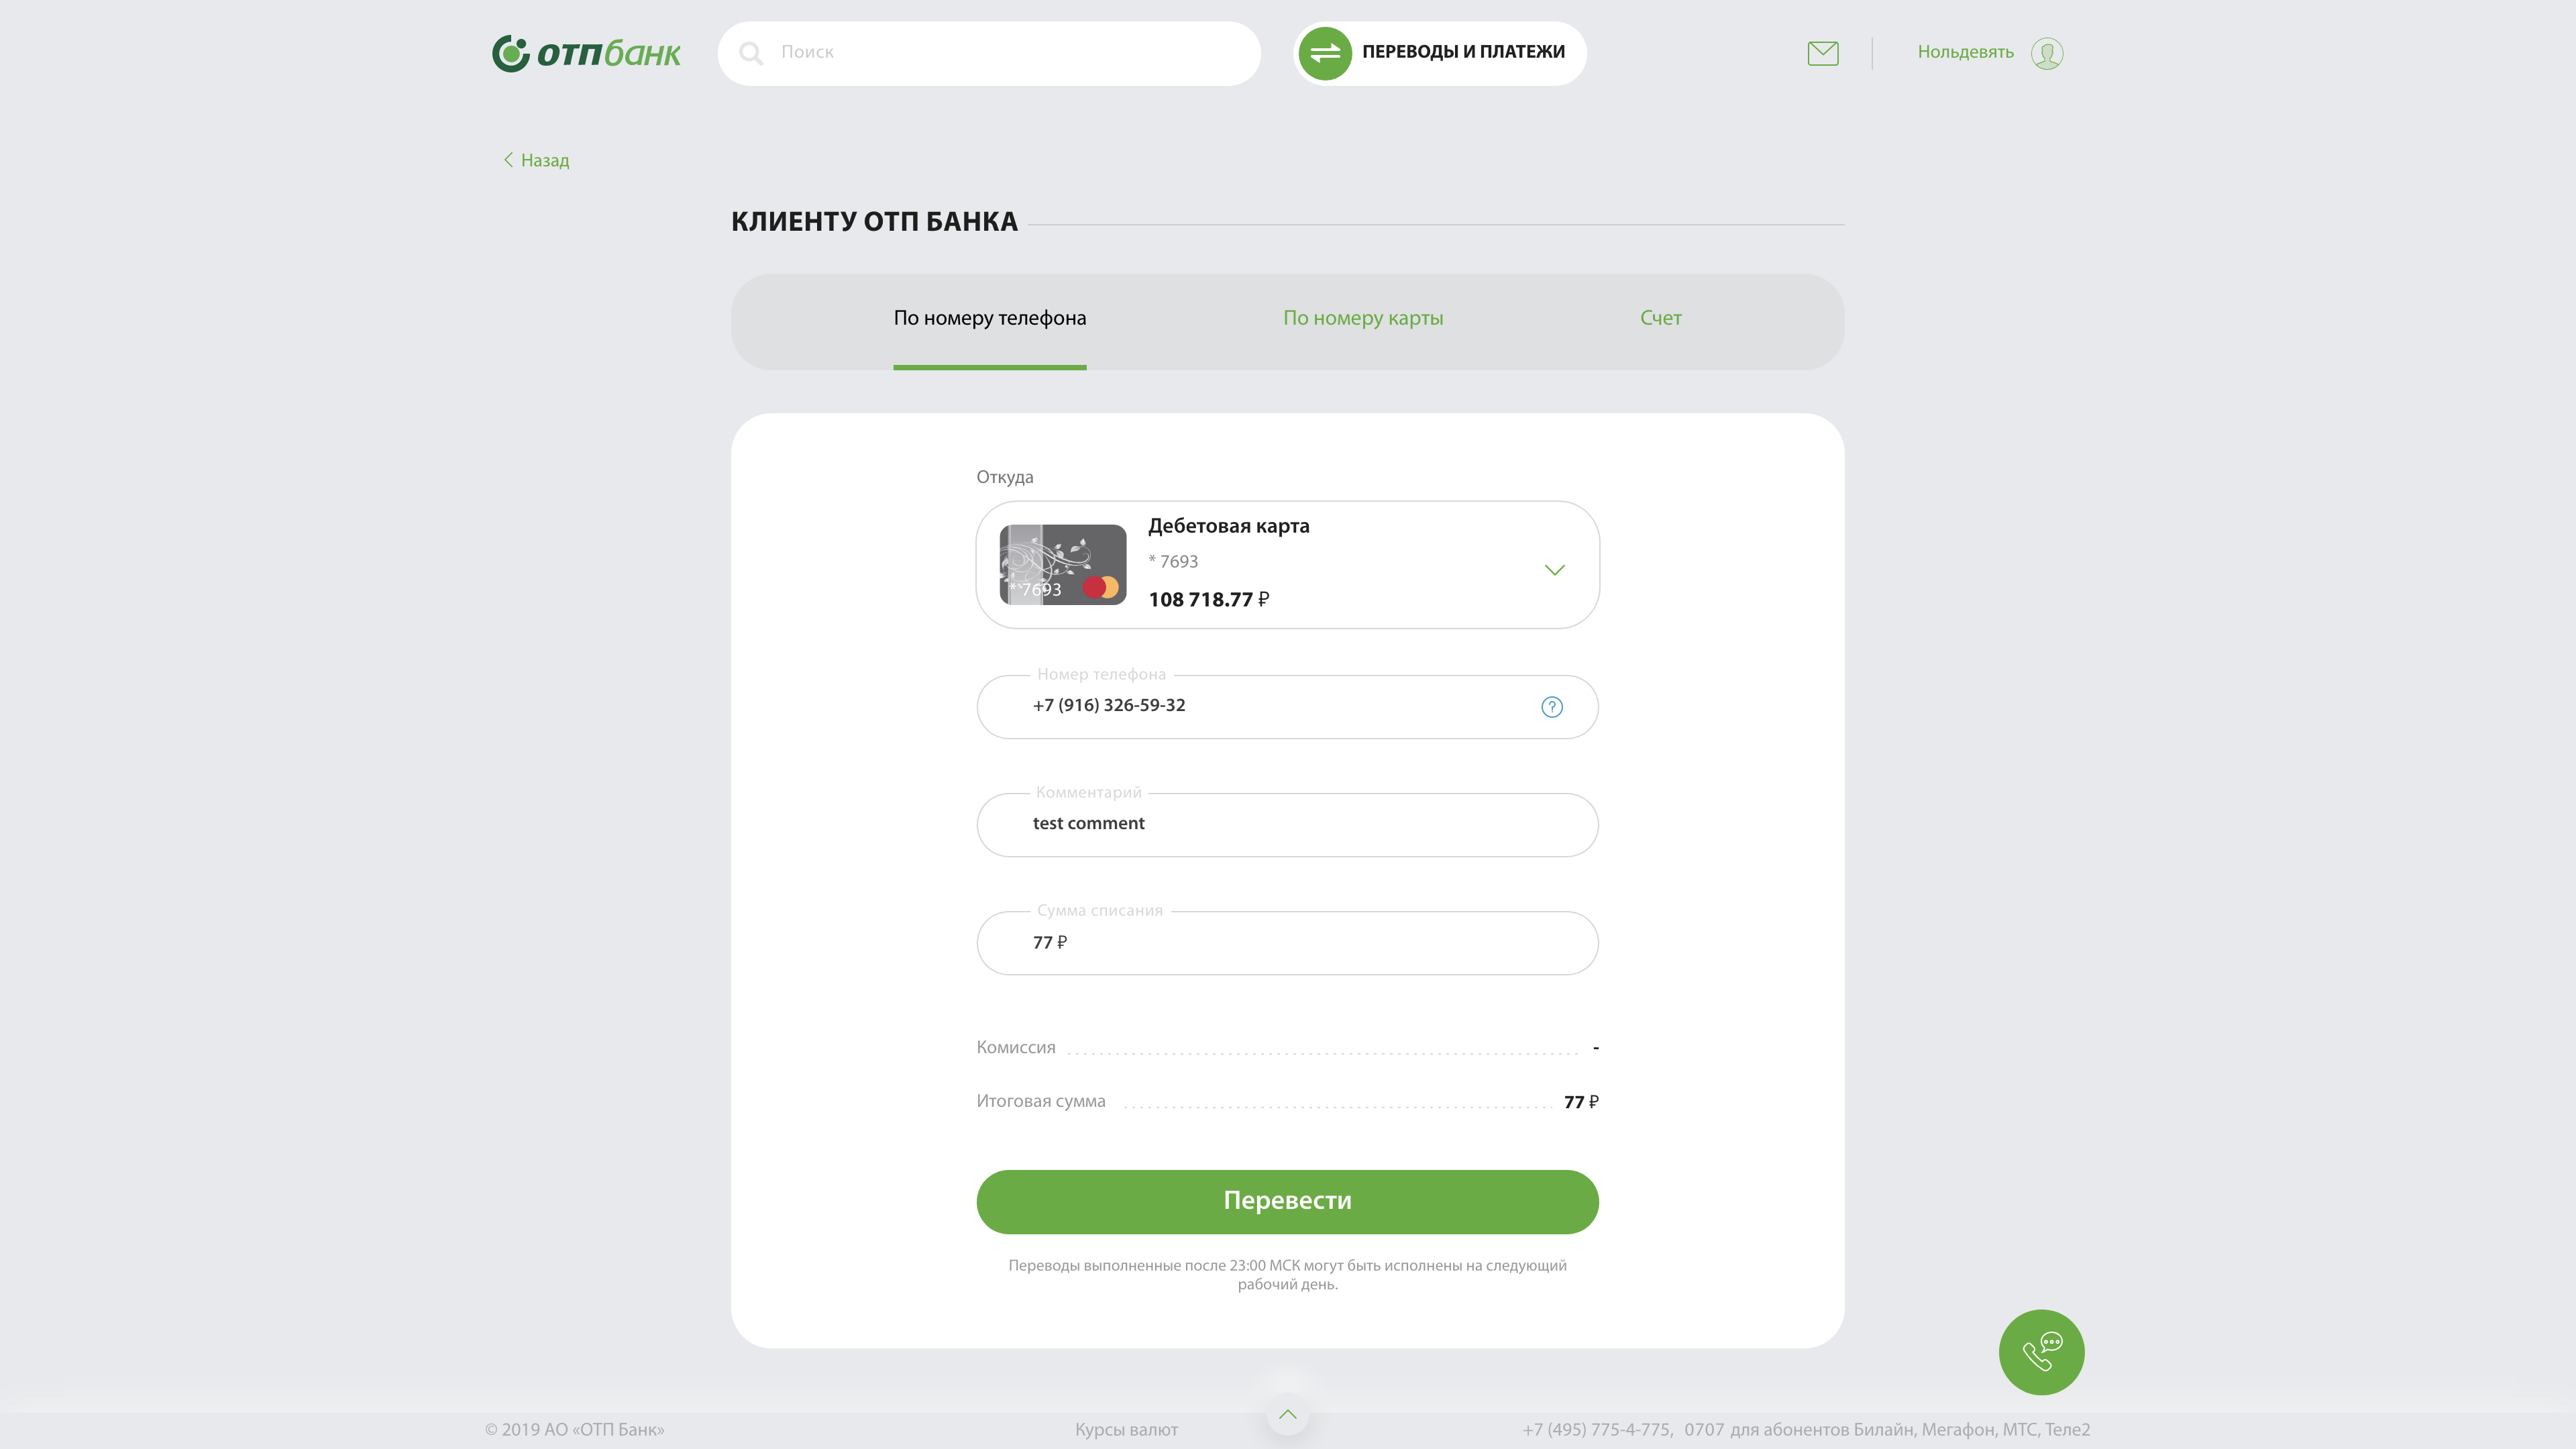 отпбанк
Поиск
ПЕРЕВОДЫ И ПЛАТЕЖИ
Нольдевять
Назад
КЛИЕНТУ ОТП БАНКА
По номеру телефона
По номеру карты
Счет
Откуда
Дебетовая карта
* 7693
* 7693
108 718.77 ₽
Номер телефона
+7 (916) 326-59-32
?
Комментарий
test comment
Сумма списания
77 ₽
Комиссия -
Итоговая сумма 77 ₽
Перевести
Переводы выполненные после 23:00 МСК могут быть исполнены на следующий
рабочий день.
© 2019 АО «ОТП Банк»
Курсы валют
+7 (495) 775-4-775, 0707 для абонентов Билайн, Мегафон, МТС, Теле2